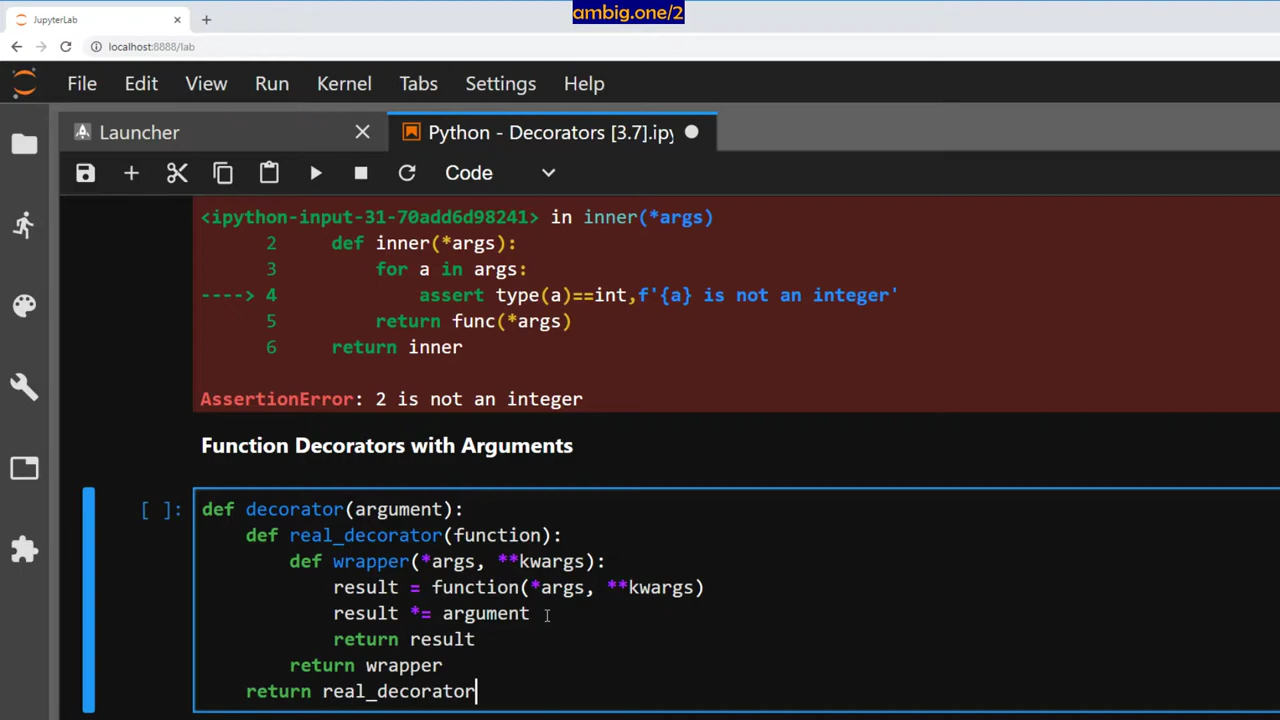 ambig.one/2
JupyterLab
localhost:8888/lab
File Edit View Run Kernel Tabs Settings Help
Launcher Python - Decorators [3.7].ipy
Code
<ipython-input-31-70add6d98241> in inner(*args)
2 def inner(*args):
3 for a in args:
----> 4 assert type(a)==int,f'{a} is not an integer'
5 return func(*args)
6 return inner
AssertionError: 2 is not an integer
Function Decorators with Arguments
[ ]: def decorator(argument):
def real_decorator(function):
def wrapper(*args, **kwargs):
result = function(*args, **kwargs)
result *= argument
return result
return wrapper
return real_decorator